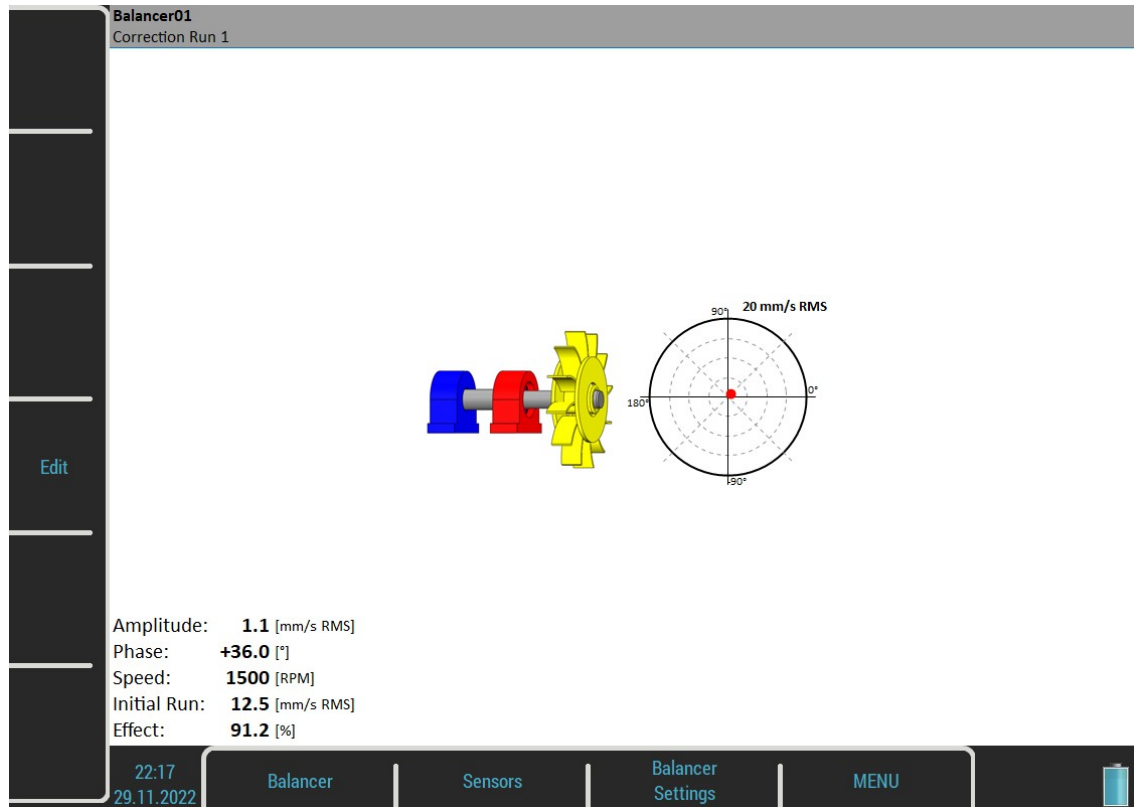 Balancer01
Correction Run 1
90° 20 mm/s RMS
180° 0°
-90°
Edit
Amplitude: 1.1 [mm/s RMS]
Phase: +36.0 [°]
Speed: 1500 [RPM]
Initial Run: 12.5 [mm/s RMS]
Effect: 91.2 [%]
22:17
29.11.2022
Balancer
Sensors
Balancer
Settings
MENU